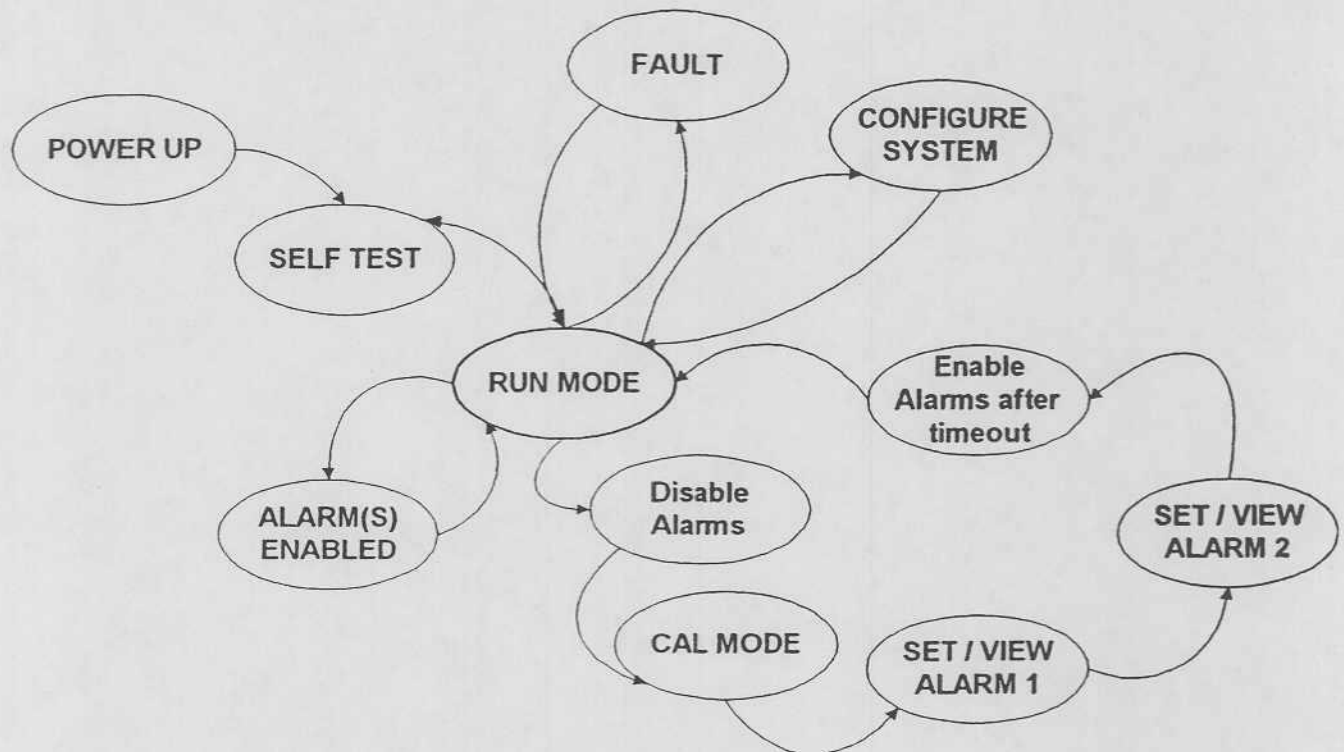 FAULT
POWER UP
CONFIGURE
SYSTEM
SELF TEST
RUN MODE
Enable
Alarms after
timeout
ALARM(S)
ENABLED
Disable
Alarms
SET / VIEW
ALARM 2
CAL MODE
SET / VIEW
ALARM 1